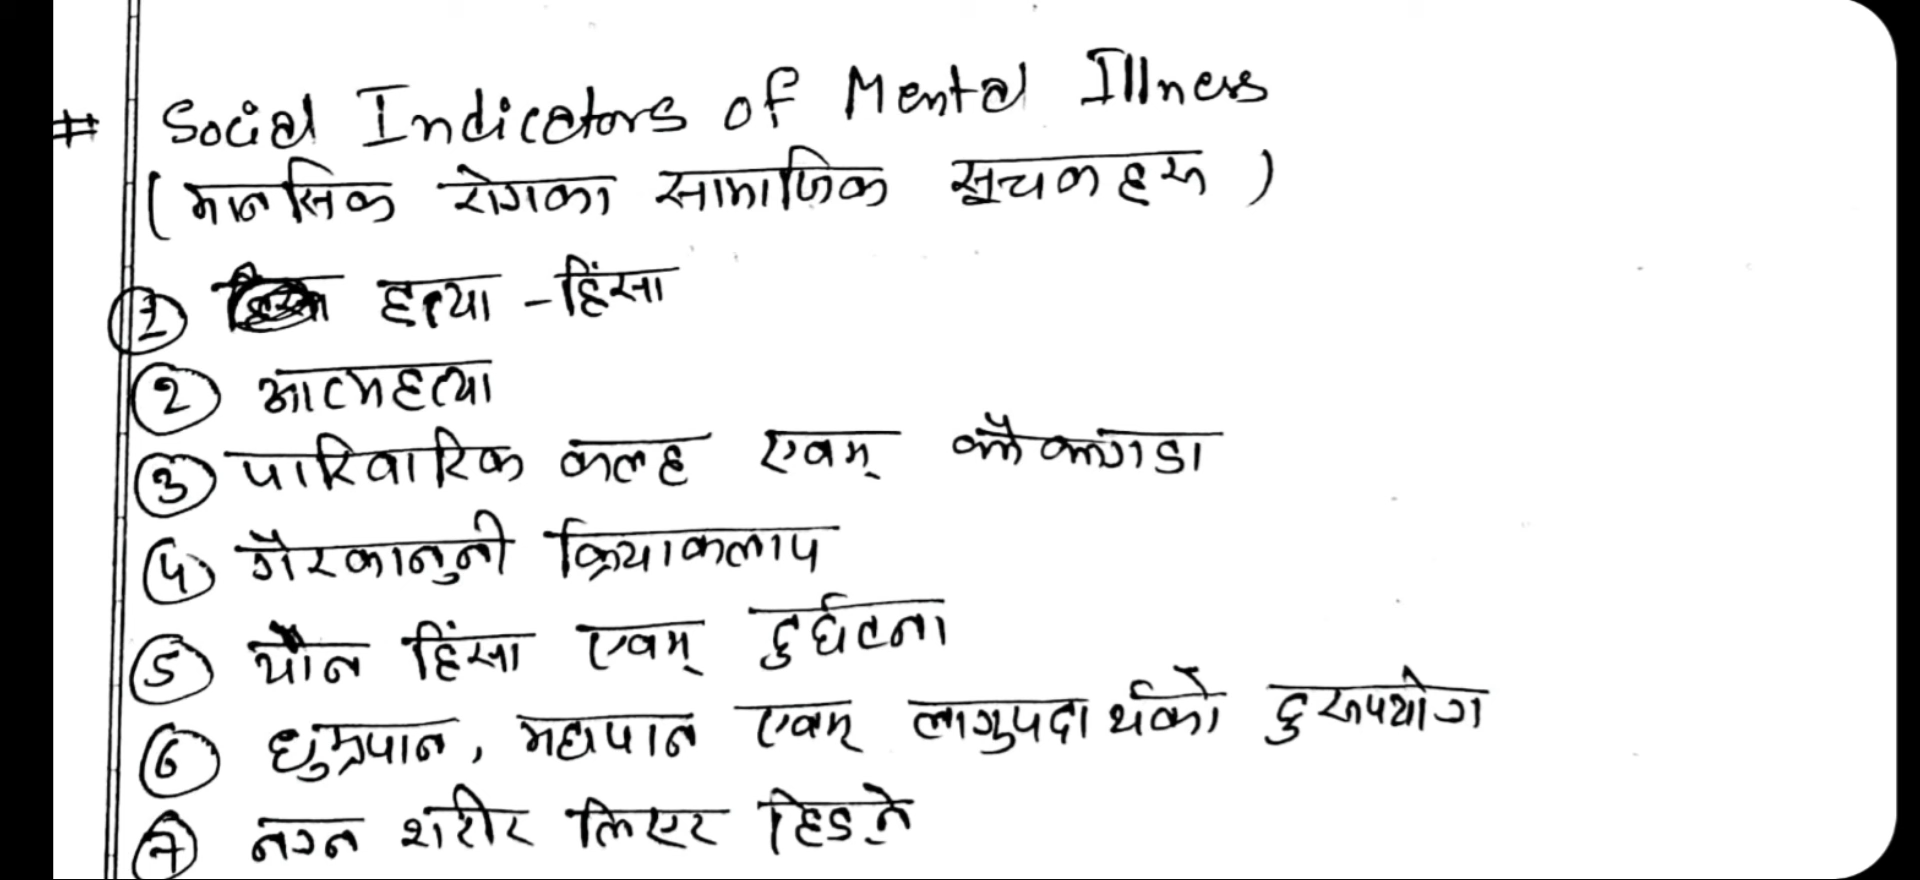 # Social Indicators of Mental Illness
(मानसिक रोगका सामाजिक सूचकहरू)
① हत्या - हिंसा
② आत्महत्या
③ पारिवारिक कलह एवम् झगडा
④ गैरकानुनी क्रियाकलाप
⑤ यौन हिंसा एवम् दुर्घटना
⑥ धुम्रपान, मद्यपान एवम् लागुपदार्थको दुरूपयोग
⑦ नग्न शरीर लिएर हिडने